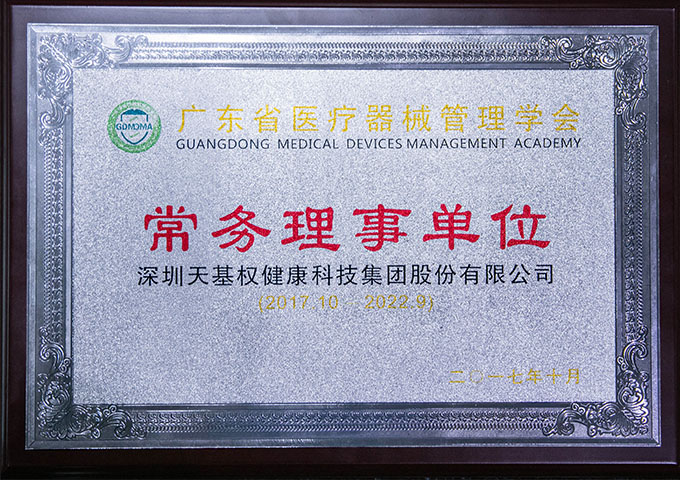 GDMDMA
广东省医疗器械管理学会
GUANGDONG MEDICAL DEVICES MANAGEMENT ACADEMY
常务理事单位
深圳天基权健康科技集团股份有限公司
(2017.10 2022.9)
二〇一七年十月